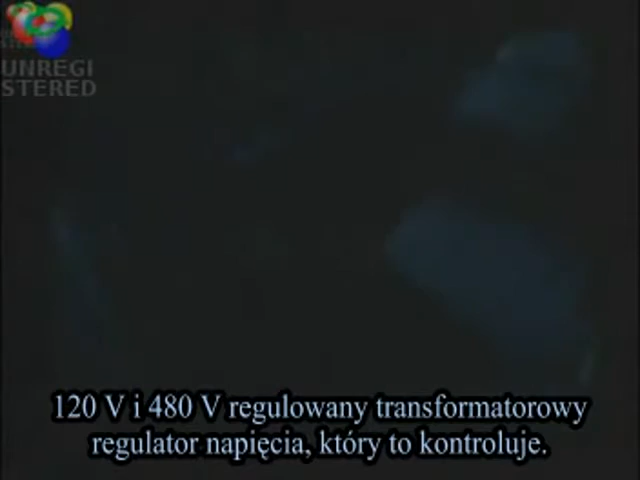 UNREGI
STERED
120 V i 480 V regulowany transformatorowy
regulator napięcia, który to kontroluje.